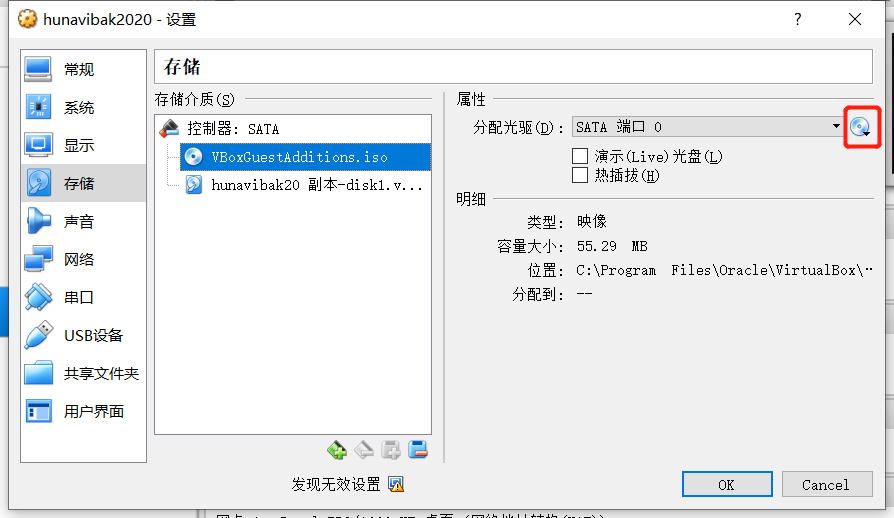 hunavibak2020 - 设置
?
常规
系统
显示
存储
声音
网络
串口
USB设备
共享文件夹
用户界面
存储
存储介质(S)
控制器: SATA
VBoxGuestAdditions.iso
hunavibak20 副本-disk1.v...
属性
分配光驱(D): SATA 端口 0
演示(Live)光盘(L)
热插拔(H)
明细
类型: 映像
容量大小: 55.29 MB
位置: C:\Program Files\Oracle\VirtualBox\...
分配到: --
发现无效设置
OK
Cancel